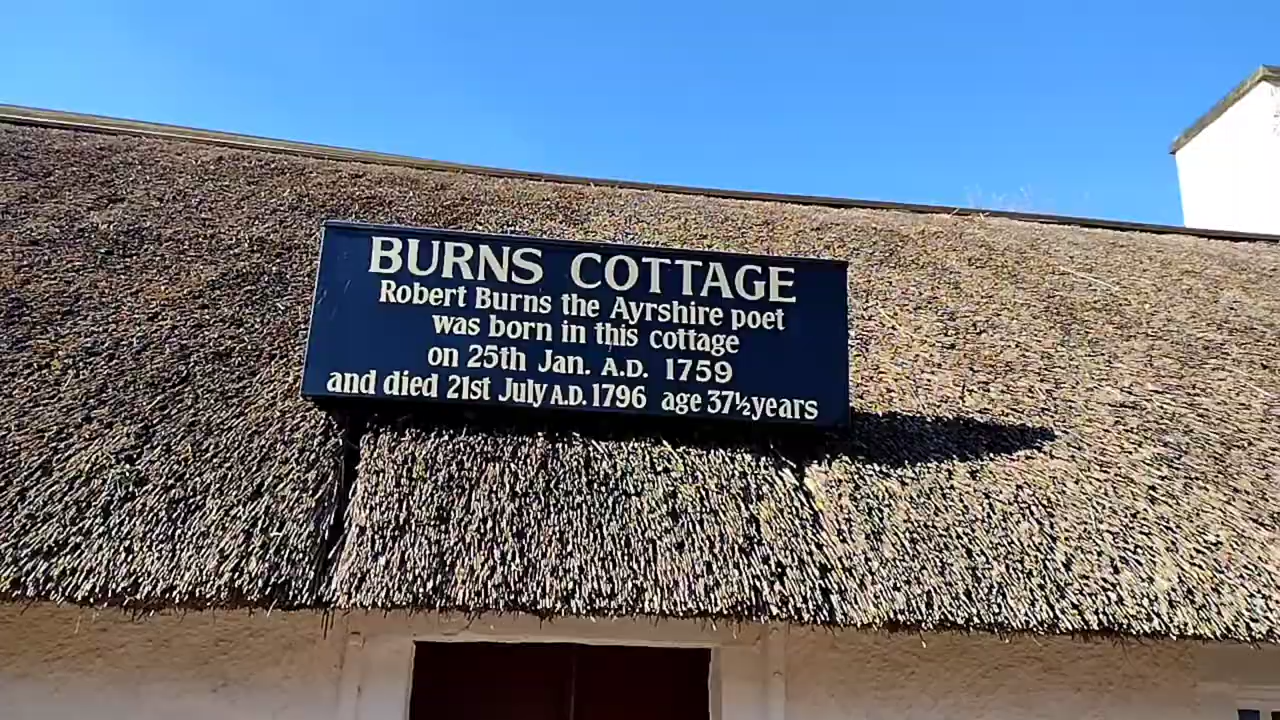 BURNS COTTAGE
Robert Burns the Ayrshire poet
was born in this cottage
on 25th Jan. A.D. 1759
and died 21st July A.D. 1796 age 37½ years